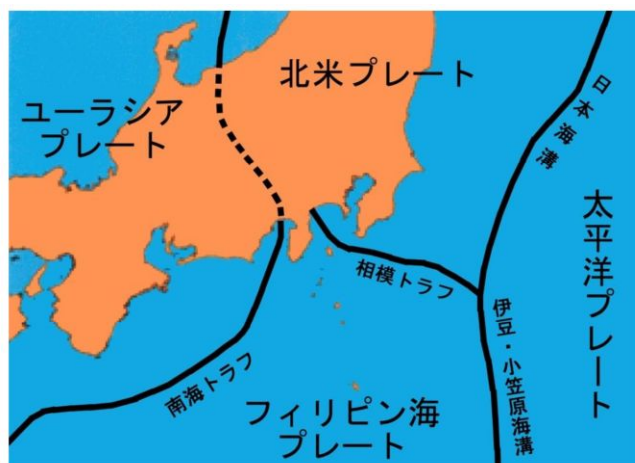 北米プレート
ユーラシア
プレート
日本海溝
太平洋プレート
相模トラフ
伊豆・小笠原海溝
南海トラフ
フィリピン海
プレート